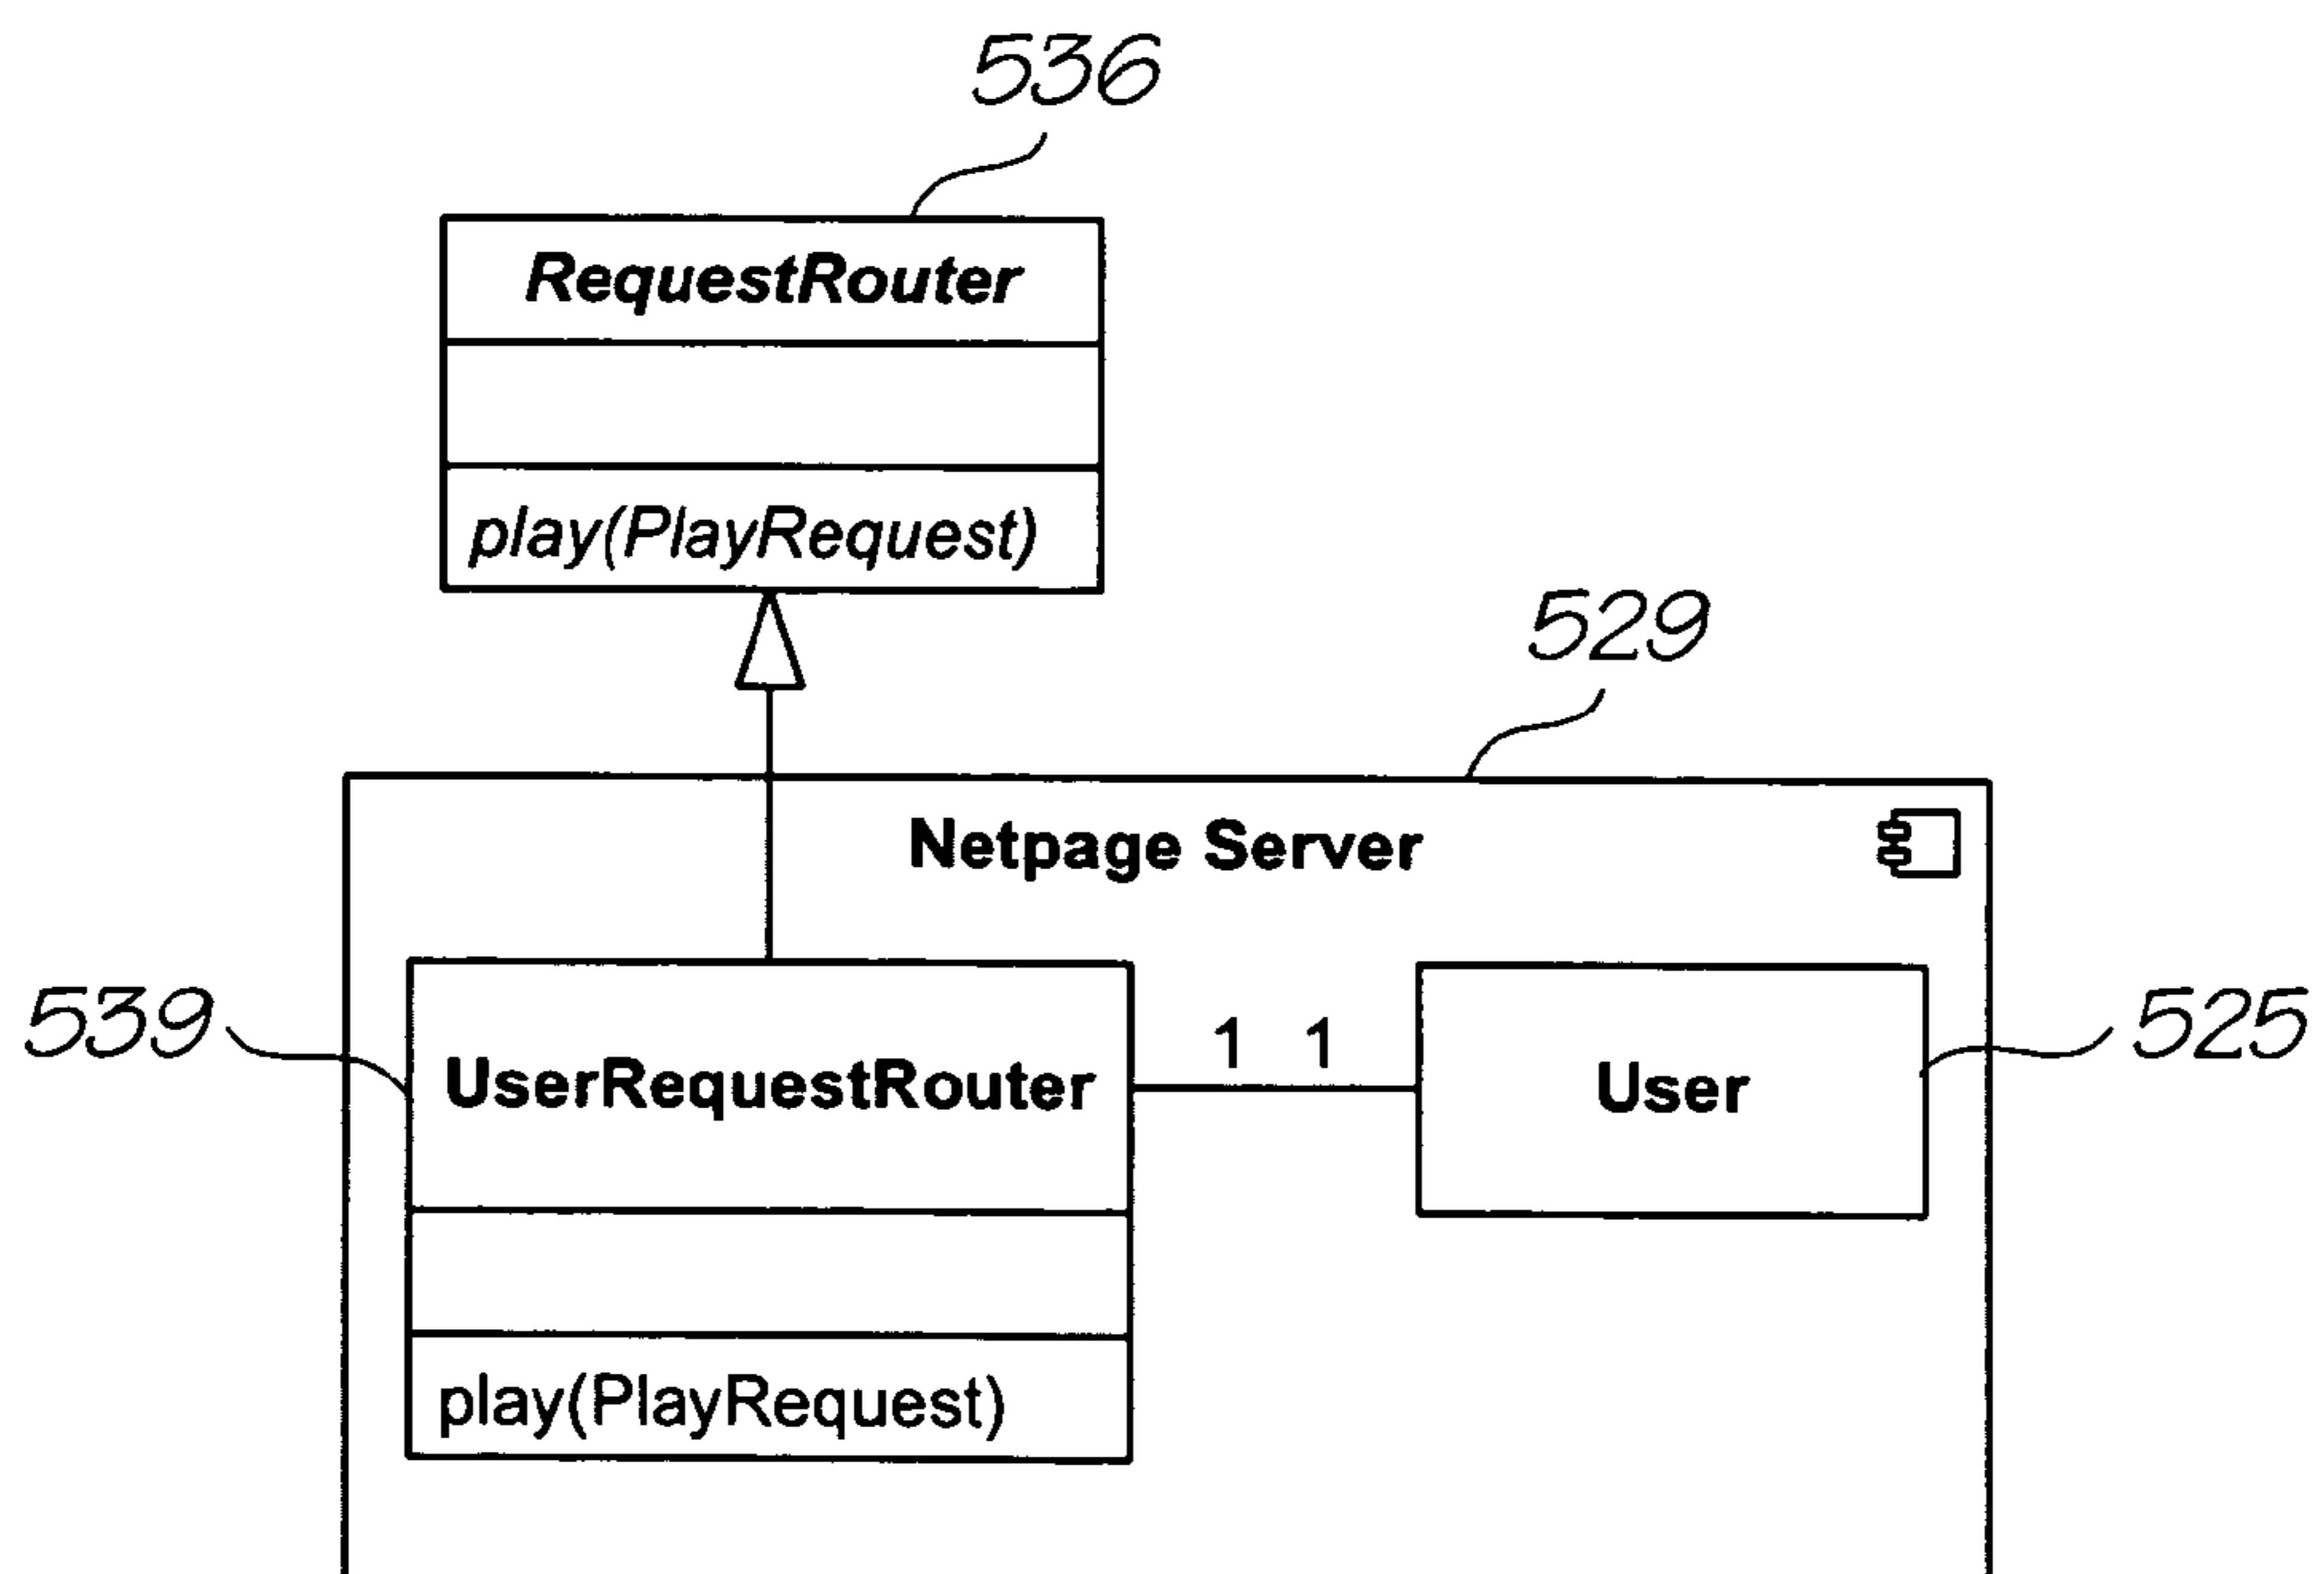 536
RequestRouter
play(PlayRequest)
529
Netpage Server
539
UserRequestRouter
1 1
User
525
play(PlayRequest)